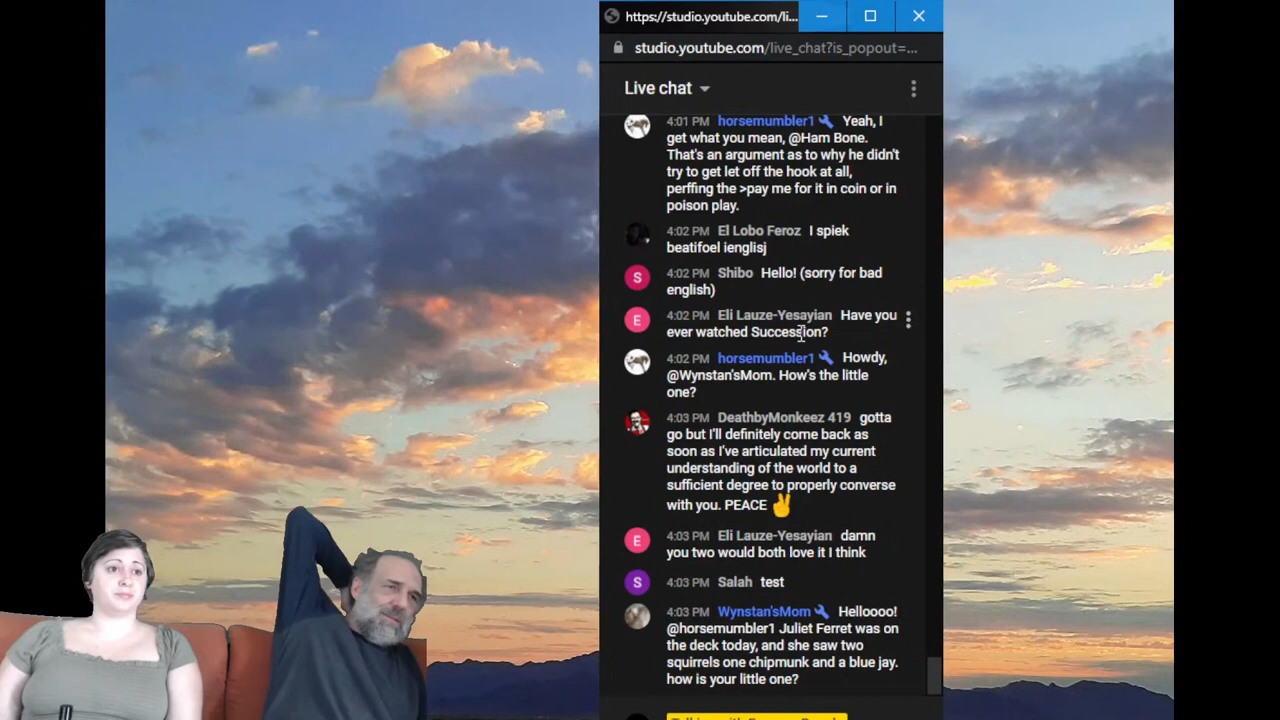 https://studio.youtube.com/li...
studio.youtube.com/live_chat?is_popout=...
Live chat
4:01 PM horsemumbler1 Yeah, I
get what you mean, @Ham Bone.
That's an argument as to why he didn't
try to get let off the hook at all,
perffing the >pay me for it in coin or in
poison play.
4:02 PM El Lobo Feroz I spiek
beatifoel ienglisj
S 4:02 PM Shibo Hello! (sorry for bad
english)
E 4:02 PM Eli Lauze-Yesayian Have you
ever watched Succession?
4:02 PM horsemumbler1 Howdy,
@Wynstan'sMom. How's the little
one?
4:03 PM DeathbyMonkeez 419 gotta
go but I'll definitely come back as
soon as I've articulated my current
understanding of the world to a
sufficient degree to properly converse
with you. PEACE ✌
E 4:03 PM Eli Lauze-Yesayian damn
you two would both love it I think
S 4:03 PM Salah test
4:03 PM Wynstan'sMom Helloooo!
@horsemumbler1 Juliet Ferret was on
the deck today, and she saw two
squirrels one chipmunk and a blue jay.
how is your little one?